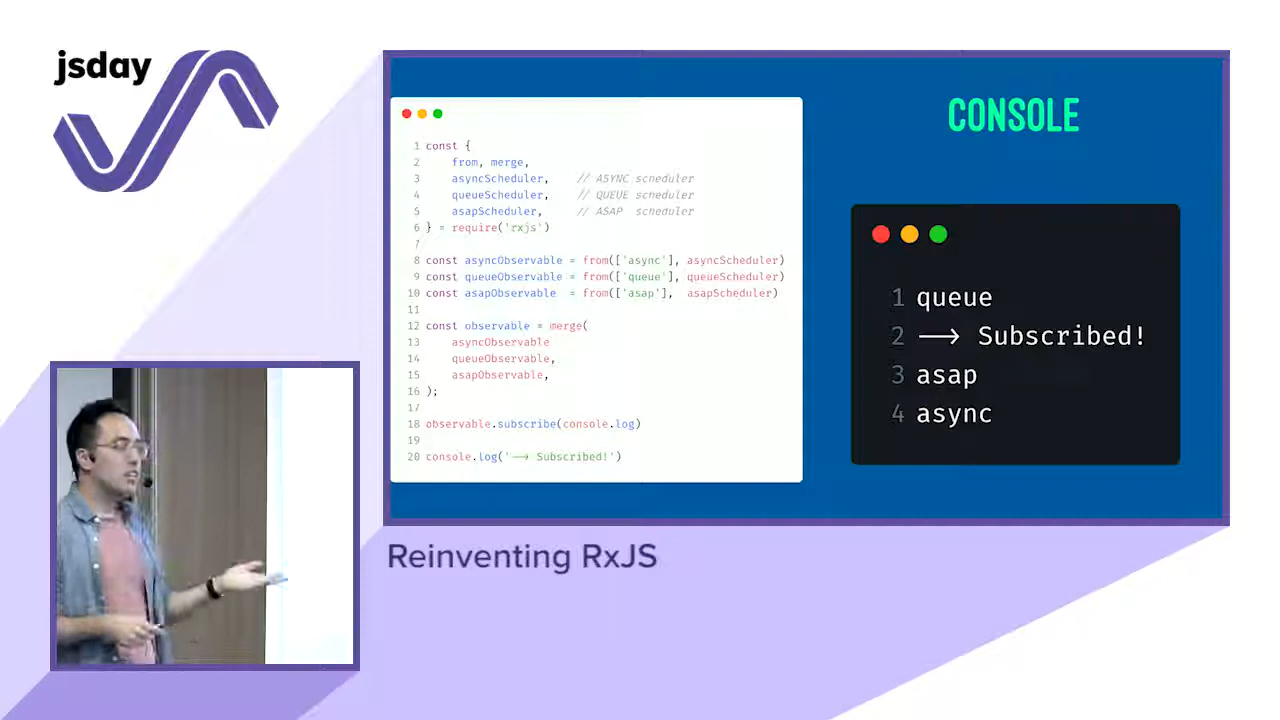 jsday
1 const {
2 from, merge,
3 asyncScheduler, // ASYNC scheduler
4 queueScheduler, // QUEUE scheduler
5 asapScheduler, // ASAP scheduler
6 } = require('rxjs')
7
8 const asyncObservable = from(['async'], asyncScheduler)
9 const queueObservable = from(['queue'], queueScheduler)
10 const asapObservable = from(['asap'], asapScheduler)
11
12 const observable = merge(
13 asyncObservable
14 queueObservable,
15 asapObservable,
16 );
17
18 observable.subscribe(console.log)
19
20 console.log('⟶ Subscribed!')
CONSOLE
1 queue
2 ⟶ Subscribed!
3 asap
4 async
Reinventing RxJS